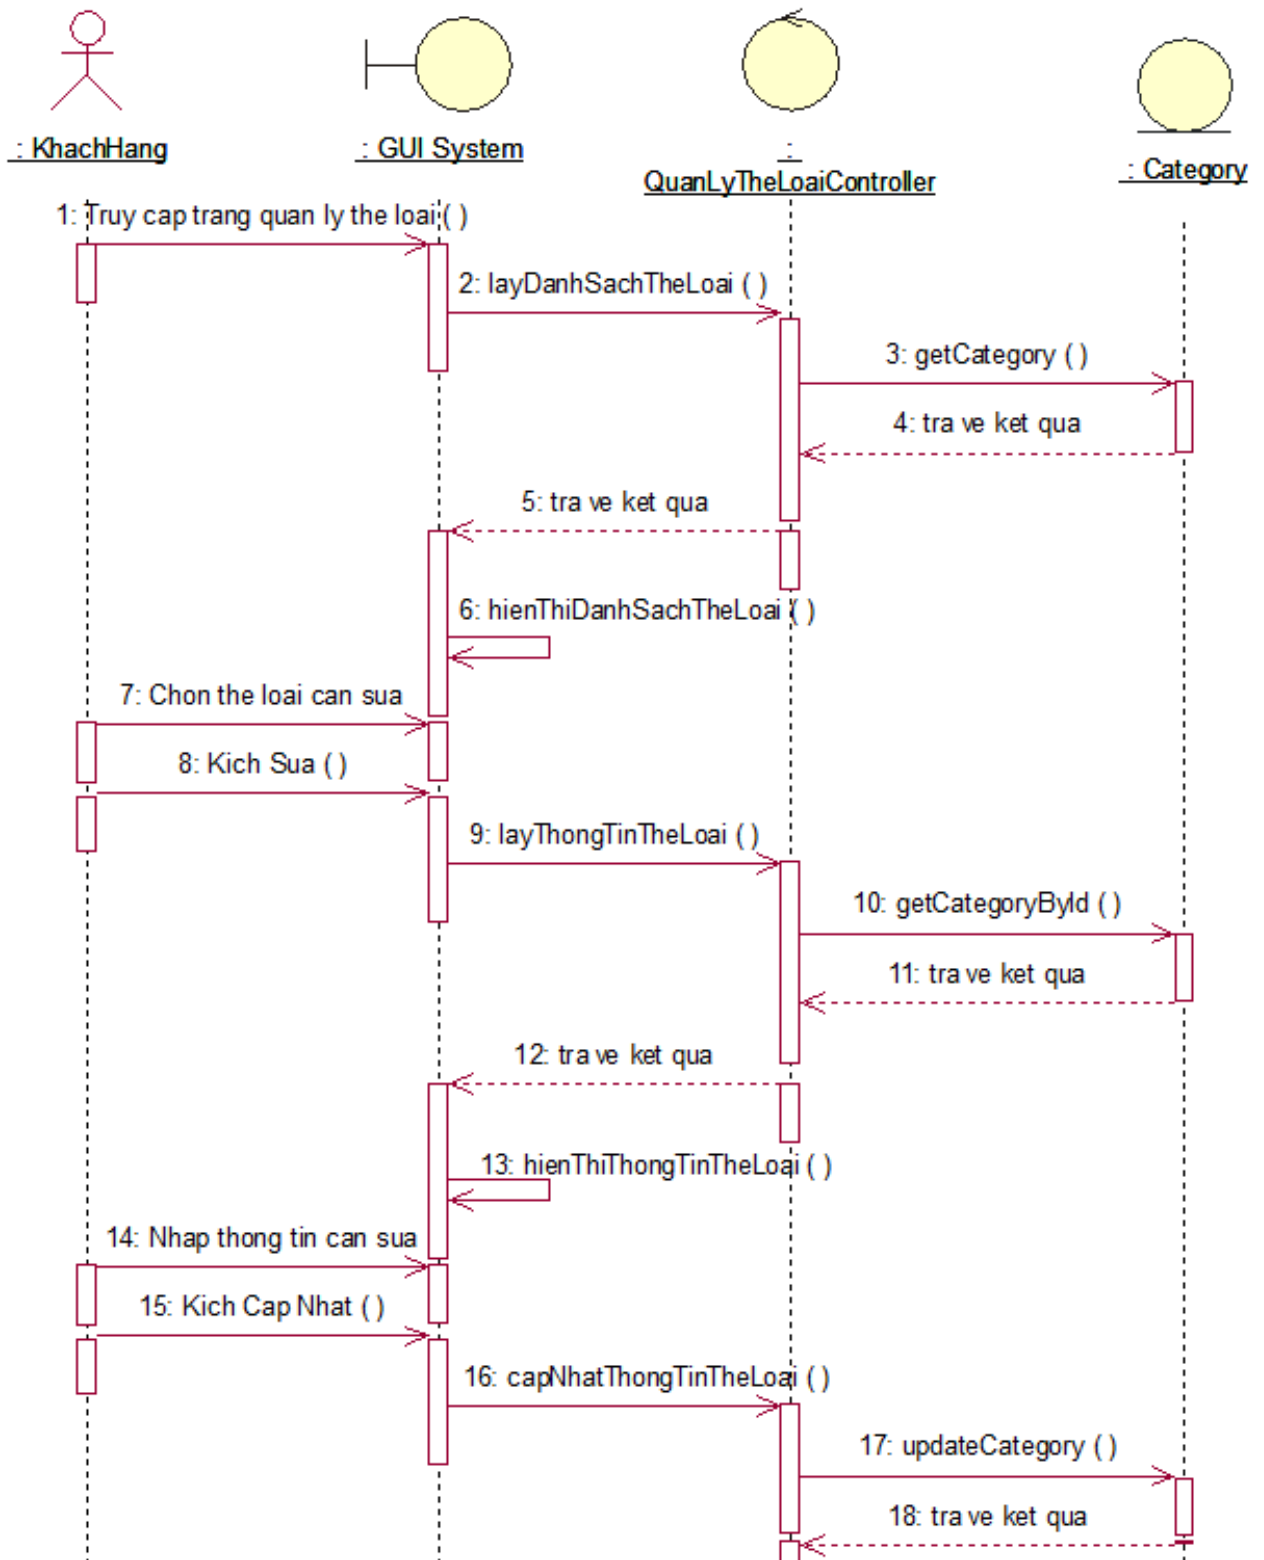 : KhachHang
: GUI System
:
QuanLyTheLoaiController
: Category
1: Truy cap trang quan ly the loai ( )
2: layDanhSachTheLoai ( )
3: getCategory ( )
4: tra ve ket qua
5: tra ve ket qua
6: hienThiDanhSachTheLoai ( )
7: Chon the loai can sua
8: Kich Sua ( )
9: layThongTinTheLoai ( )
10: getCategoryById ( )
11: tra ve ket qua
12: tra ve ket qua
13: hienThiThongTinTheLoai ( )
14: Nhap thong tin can sua
15: Kich Cap Nhat ( )
16: capNhatThongTinTheLoai ( )
17: updateCategory ( )
18: tra ve ket qua